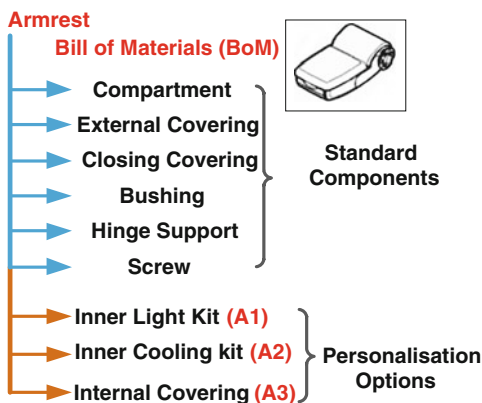 Armrest
Bill of Materials (BoM)
Compartment
External Covering
Closing Covering
Bushing
Hinge Support
Screw
Standard
Components
Inner Light Kit (A1)
Inner Cooling kit (A2)
Internal Covering (A3)
Personalisation
Options